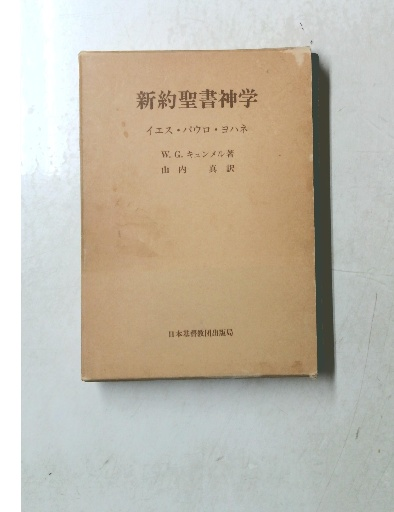 新約聖書神学
イエス・パウロ・ヨハネ
W. G. キュンメル著
山内 真 訳
日本基督教団出版局